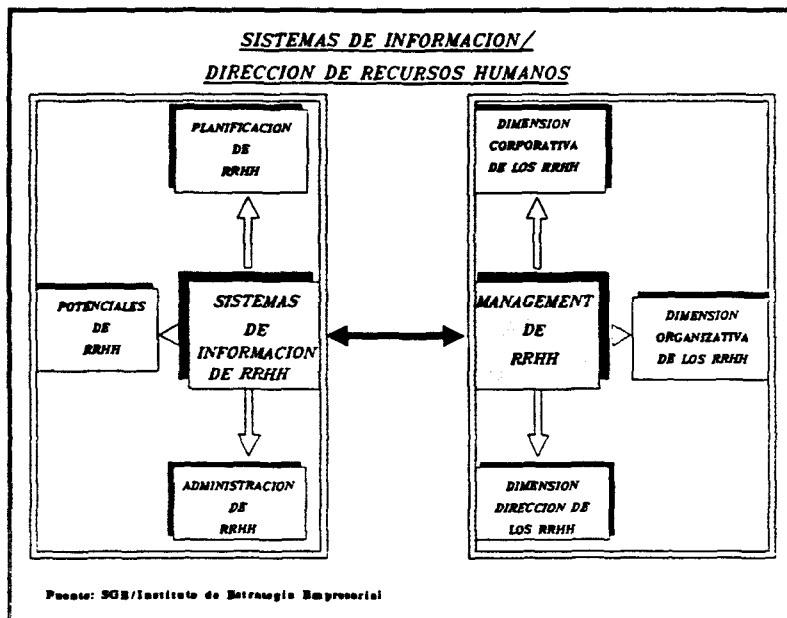 SISTEMAS DE INFORMACION/
DIRECCION DE RECURSOS HUMANOS
PLANIFICACION
DE
RRHH
POTENCIALES
DE
RRHH
SISTEMAS
DE
INFORMACION
DE RRHH
ADMINISTRACION
DE
RRHH
DIMENSION
CORPORATIVA
DE LOS RRHH
MANAGEMENT
DE
RRHH
DIMENSION
ORGANIZATIVA
DE LOS RRHH
DIMENSION
DIRECCION DE
LOS RRHH
Fuente: SGE/Instituto de Estrategia Empresarial